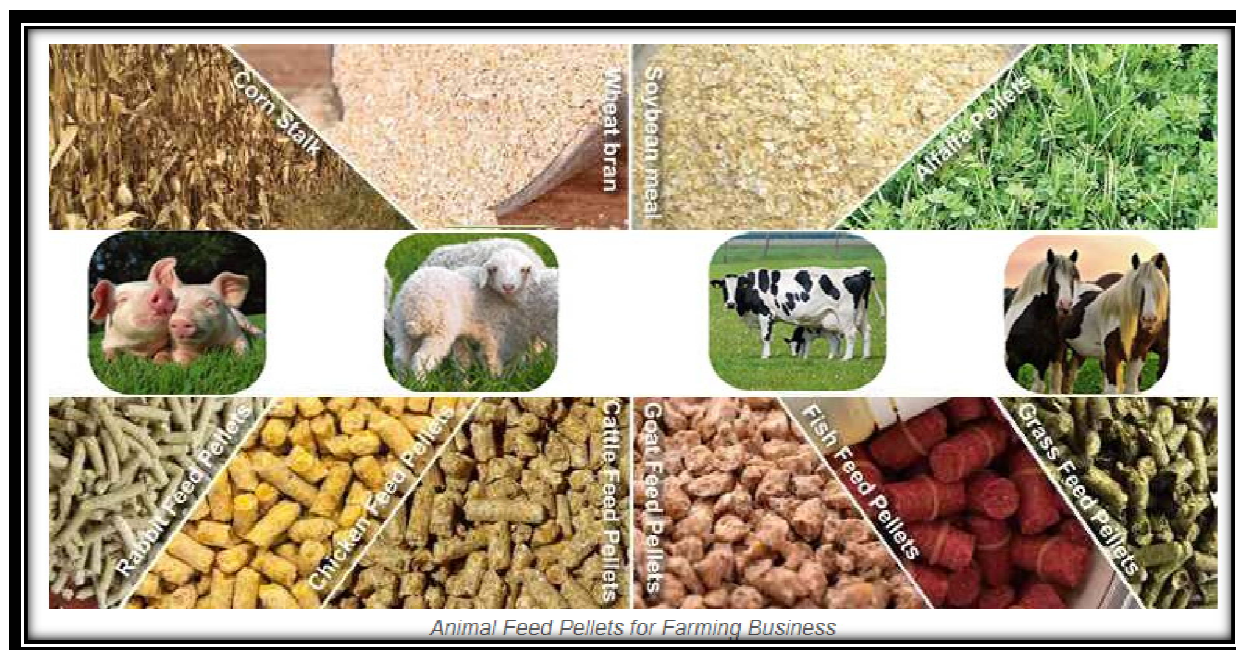 Corn Stalk
Wheat bran
Soybean meal
Alfalfa Pellets
Rabbit Feed Pellets
Chickan Feed Pellets
Cattle Feed Pellets
Goat Feed Pellets
Fish Feed Pellets
Grass Feed Pellets
Animal Feed Pellets for Farming Business